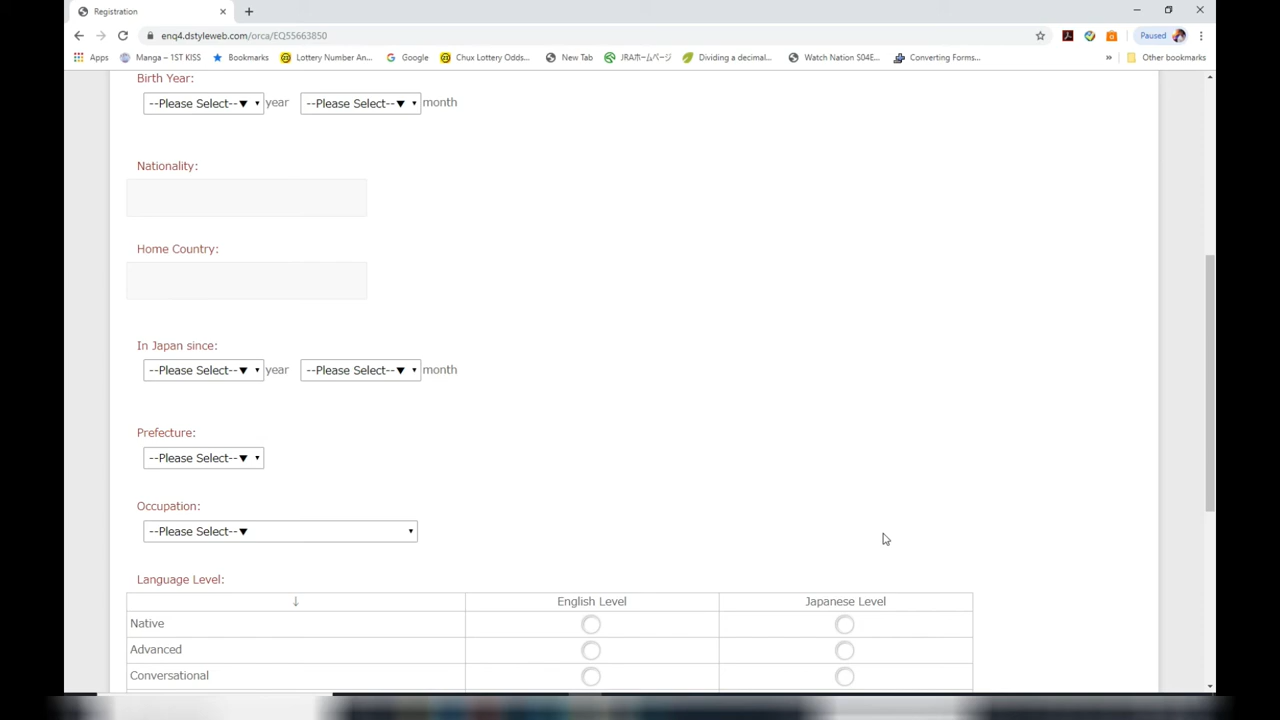 Registration
enq4.dstyleweb.com/orca/EQ55663850
Paused
Apps Manga – 1ST KISS Bookmarks Lottery Number An... Google Chux Lottery Odds... New Tab JRAホームページ Dividing a decimal... Watch Nation S04E... Converting Forms... » Other bookmarks
Birth Year:
--Please Select--▼ year --Please Select--▼ month
Nationality:
Home Country:
In Japan since:
--Please Select--▼ year --Please Select--▼ month
Prefecture:
--Please Select--▼
Occupation:
--Please Select--▼
Language Level:
↓ English Level Japanese Level
Native
Advanced
Conversational